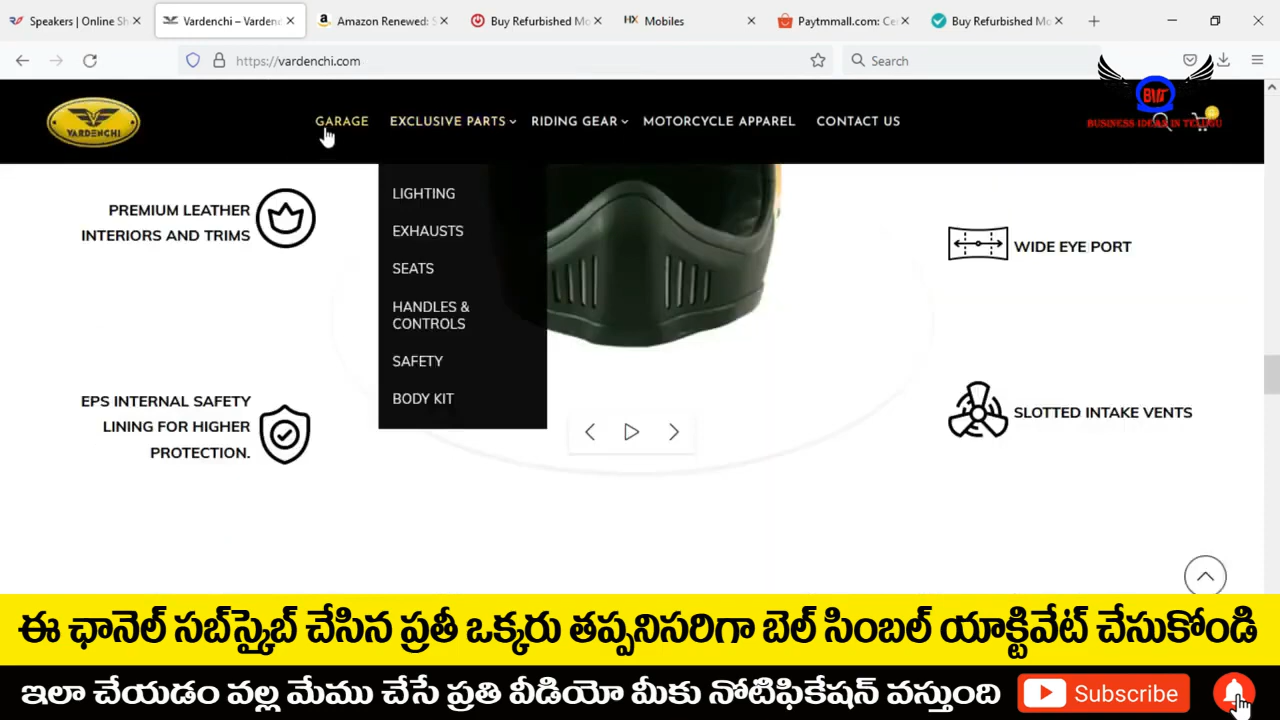 Speakers | Online Sh
Vardenchi – Varden
Amazon Renewed: S
Buy Refurbished Mo
Mobiles
Paytmmall.com: Ce
Buy Refurbished Mo
https://vardenchi.com
Search
VARDENCHI
GARAGE
EXCLUSIVE PARTS
RIDING GEAR
MOTORCYCLE APPAREL
CONTACT US
BIT
BUSINESS IDEAS IN TELUGU
LIGHTING
EXHAUSTS
SEATS
HANDLES &
CONTROLS
SAFETY
BODY KIT
PREMIUM LEATHER
INTERIORS AND TRIMS
WIDE EYE PORT
EPS INTERNAL SAFETY
LINING FOR HIGHER
PROTECTION.
SLOTTED INTAKE VENTS
ఈ ఛానెల్ సబ్‌స్క్రైబ్ చేసిన ప్రతీ ఒక్కరు తప్పనిసరిగా బెల్ సింబల్ యాక్టివేట్ చేసుకోండి
ఇలా చేయడం వల్ల మేము చేసే ప్రతి వీడియో మీకు నోటిఫికేషన్ వస్తుంది
Subscribe